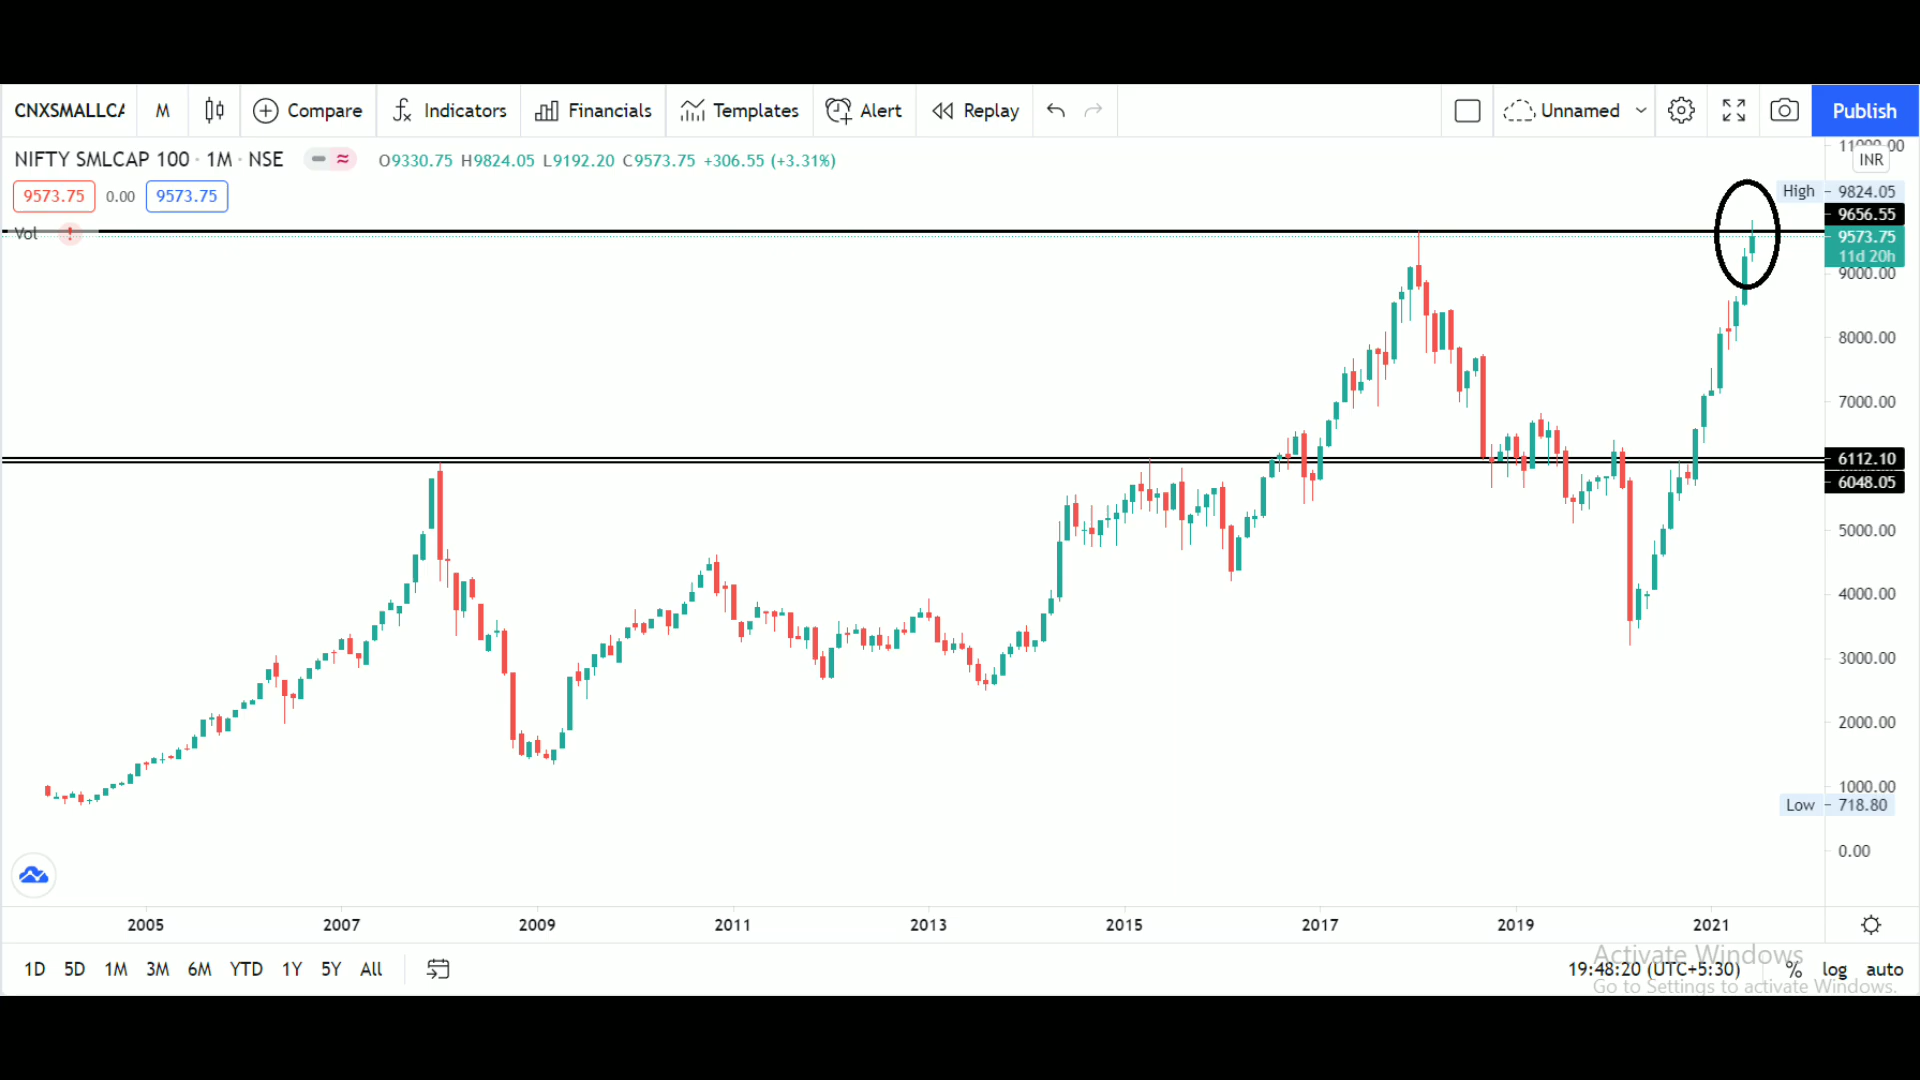 CNXSMALLCA M Compare Indicators Financials Templates Alert Replay Unnamed Publish
NIFTY SMLCAP 100 · 1M · NSE O9330.75 H9824.05 L9192.20 C9573.75 +306.55 (+3.31%)
9573.75 0.00 9573.75
Vol !
11000.00
INR
High 9824.05
9656.55
9573.75
11d 20h
9000.00
8000.00
7000.00
6112.10
6048.05
5000.00
4000.00
3000.00
2000.00
1000.00
Low 718.80
0.00
2005 2007 2009 2011 2013 2015 2017 2019 2021
1D 5D 1M 3M 6M YTD 1Y 5Y All 19:48:20 (UTC+5:30) % log auto
Activate Windows
Go to Settings to activate Windows.